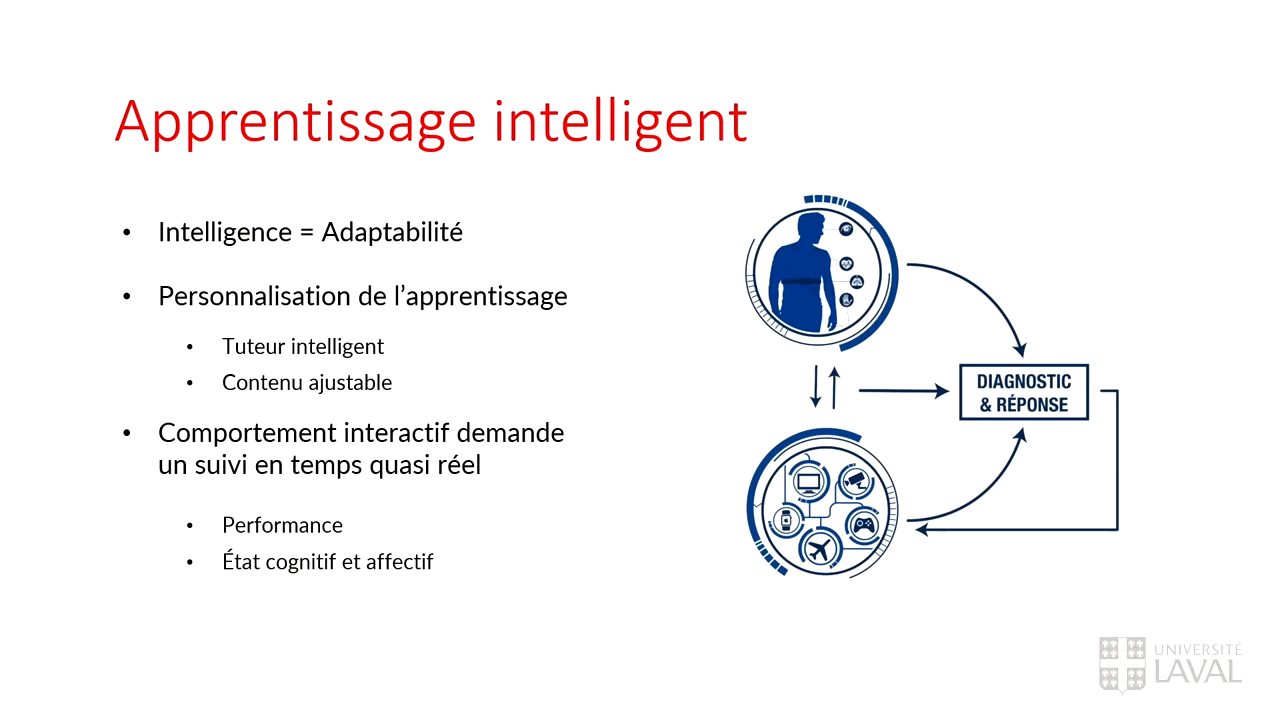 Apprentissage intelligent
• Intelligence = Adaptabilité
• Personnalisation de l’apprentissage
• Tuteur intelligent
• Contenu ajustable
• Comportement interactif demande
un suivi en temps quasi réel
• Performance
• État cognitif et affectif
DIAGNOSTIC
& RÉPONSE
UNIVERSITÉ
LAVAL